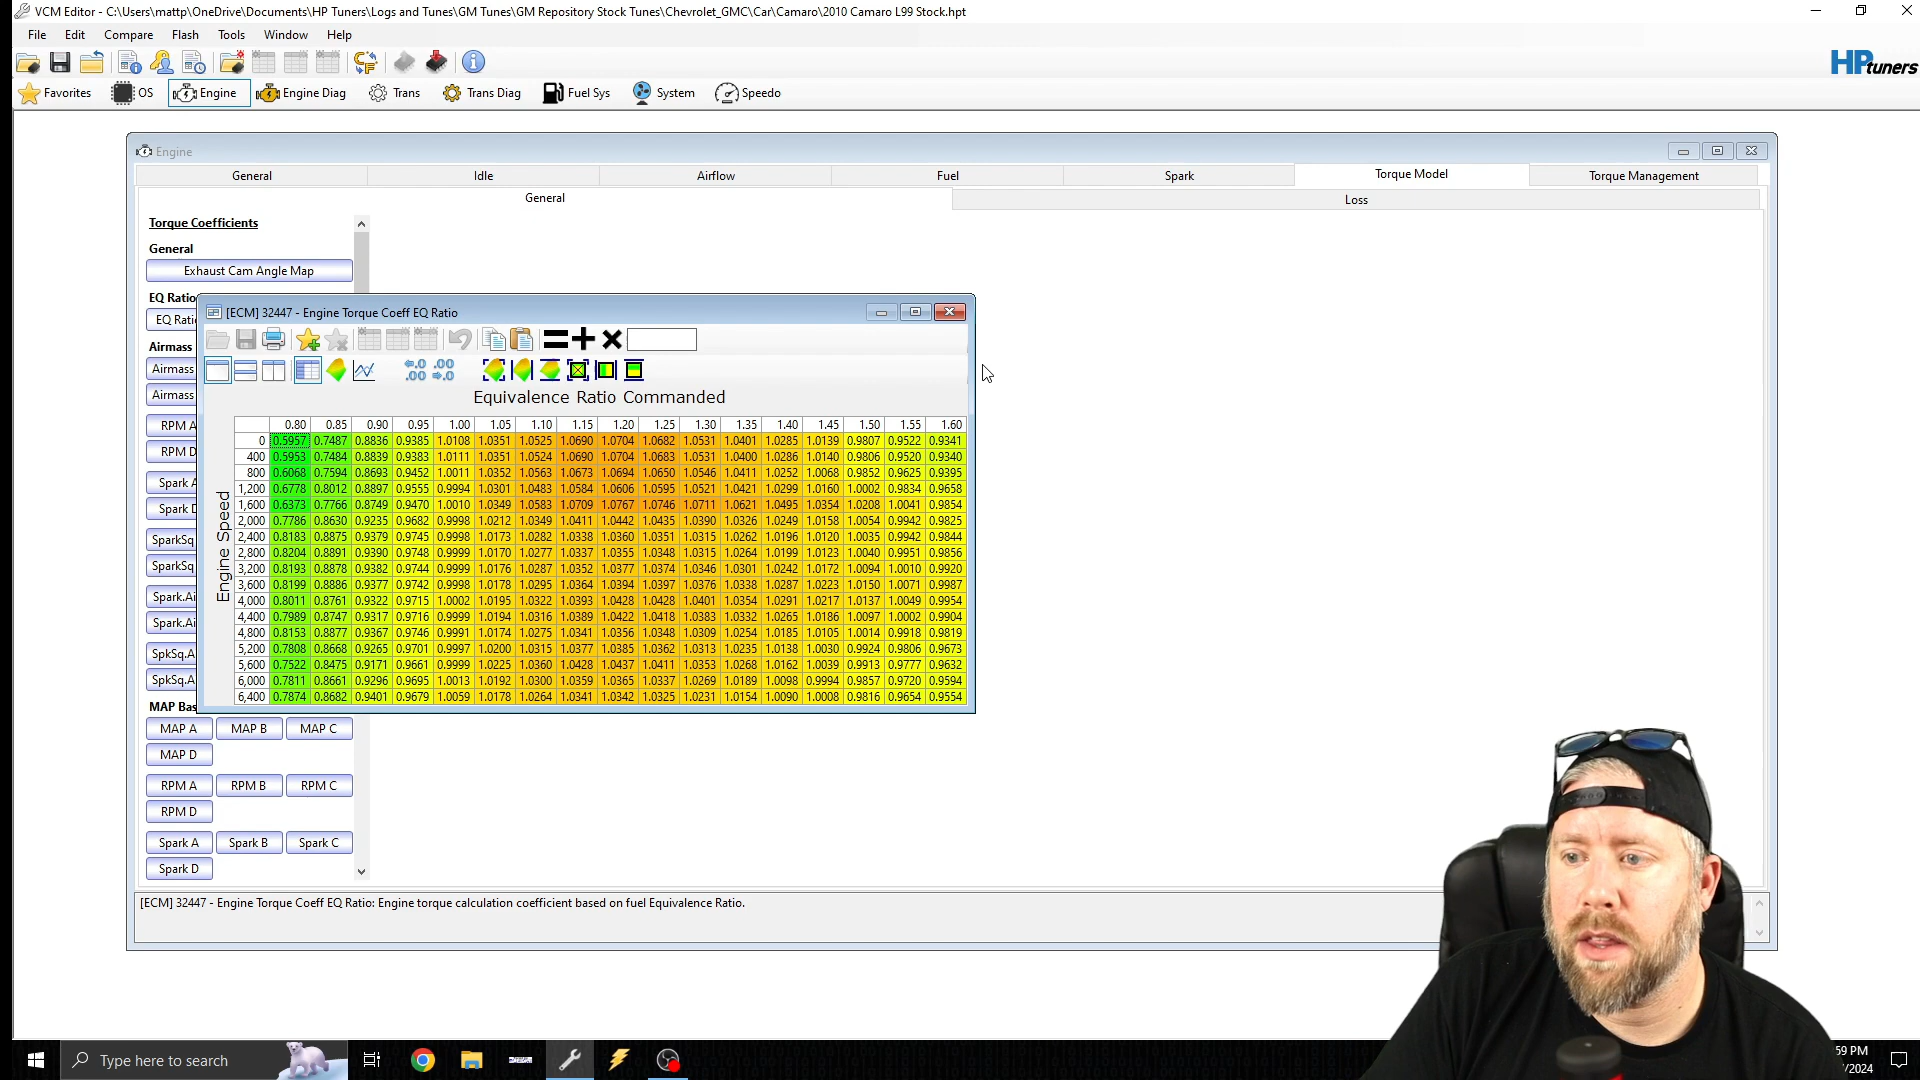 VCM Editor - C:\Users\mattp\OneDrive\Documents\HP Tuners\Logs and Tunes\GM Tunes\GM Repository Stock Tunes\Chevrolet_GMC\Car\Camaro\2010 Camaro L99 Stock.hpt
File Edit Compare Flash Tools Window Help
HP tuners
Favorites OS Engine Engine Diag Trans Trans Diag Fuel Sys System Speedo
Engine
General Idle Airflow Fuel Spark Torque Model Torque Management
General Loss
Torque Coefficients
General
Exhaust Cam Angle Map
EQ Ratio
EQ Ratio
Airmass
Airmass
Airmass
RPM A
RPM D
Spark A
Spark D
SparkSq
SparkSq
Spark.Ai
Spark.Ai
SpkSq.A
SpkSq.A
MAP Bas
MAP A MAP B MAP C
MAP D
RPM A RPM B RPM C
RPM D
Spark A Spark B Spark C
Spark D
[ECM] 32447 - Engine Torque Coeff EQ Ratio
Equivalence Ratio Commanded
Engine Speed
0.80 0.85 0.90 0.95 1.00 1.05 1.10 1.15 1.20 1.25 1.30 1.35 1.40 1.45 1.50 1.55 1.60
0 0.5957 0.7487 0.8836 0.9385 1.0108 1.0351 1.0525 1.0690 1.0704 1.0682 1.0531 1.0401 1.0285 1.0139 0.9807 0.9522 0.9341
400 0.5953 0.7484 0.8839 0.9383 1.0111 1.0351 1.0524 1.0690 1.0704 1.0683 1.0531 1.0400 1.0286 1.0140 0.9806 0.9520 0.9340
800 0.6068 0.7594 0.8693 0.9452 1.0011 1.0352 1.0563 1.0673 1.0694 1.0650 1.0546 1.0411 1.0252 1.0068 0.9852 0.9625 0.9395
1,200 0.6778 0.8012 0.8897 0.9555 0.9994 1.0301 1.0483 1.0584 1.0606 1.0595 1.0521 1.0421 1.0299 1.0160 1.0002 0.9834 0.9658
1,600 0.6373 0.7766 0.8749 0.9470 1.0010 1.0349 1.0583 1.0709 1.0767 1.0746 1.0711 1.0621 1.0495 1.0354 1.0208 1.0041 0.9854
2,000 0.7786 0.8630 0.9235 0.9682 0.9998 1.0212 1.0349 1.0411 1.0442 1.0435 1.0390 1.0326 1.0249 1.0158 1.0054 0.9942 0.9825
2,400 0.8183 0.8875 0.9379 0.9745 0.9998 1.0173 1.0282 1.0338 1.0360 1.0351 1.0315 1.0262 1.0196 1.0120 1.0035 0.9942 0.9844
2,800 0.8204 0.8891 0.9390 0.9748 0.9999 1.0170 1.0277 1.0337 1.0355 1.0348 1.0315 1.0264 1.0199 1.0123 1.0040 0.9951 0.9856
3,200 0.8193 0.8878 0.9382 0.9744 0.9999 1.0176 1.0287 1.0352 1.0377 1.0374 1.0346 1.0301 1.0242 1.0172 1.0094 1.0010 0.9920
3,600 0.8199 0.8886 0.9377 0.9742 0.9998 1.0178 1.0295 1.0364 1.0394 1.0397 1.0376 1.0338 1.0287 1.0223 1.0150 1.0071 0.9987
4,000 0.8011 0.8761 0.9322 0.9715 1.0002 1.0195 1.0322 1.0393 1.0428 1.0428 1.0401 1.0354 1.0291 1.0217 1.0137 1.0049 0.9954
4,400 0.7989 0.8747 0.9317 0.9716 0.9999 1.0194 1.0316 1.0389 1.0422 1.0418 1.0383 1.0332 1.0265 1.0186 1.0097 1.0002 0.9904
4,800 0.8153 0.8877 0.9367 0.9746 0.9991 1.0174 1.0275 1.0341 1.0356 1.0348 1.0309 1.0254 1.0185 1.0105 1.0014 0.9918 0.9819
5,200 0.7808 0.8668 0.9265 0.9701 0.9997 1.0200 1.0315 1.0377 1.0385 1.0362 1.0313 1.0235 1.0138 1.0030 0.9924 0.9806 0.9673
5,600 0.7522 0.8475 0.9171 0.9661 0.9999 1.0225 1.0360 1.0428 1.0437 1.0411 1.0353 1.0268 1.0162 1.0039 0.9913 0.9777 0.9632
6,000 0.7811 0.8661 0.9296 0.9695 1.0013 1.0192 1.0300 1.0359 1.0365 1.0337 1.0269 1.0189 1.0098 0.9994 0.9857 0.9720 0.9594
6,400 0.7874 0.8682 0.9401 0.9679 1.0059 1.0178 1.0264 1.0341 1.0342 1.0325 1.0231 1.0154 1.0090 1.0008 0.9816 0.9654 0.9554
[ECM] 32447 - Engine Torque Coeff EQ Ratio: Engine torque calculation coefficient based on fuel Equivalence Ratio.
Type here to search
59 PM
/2024